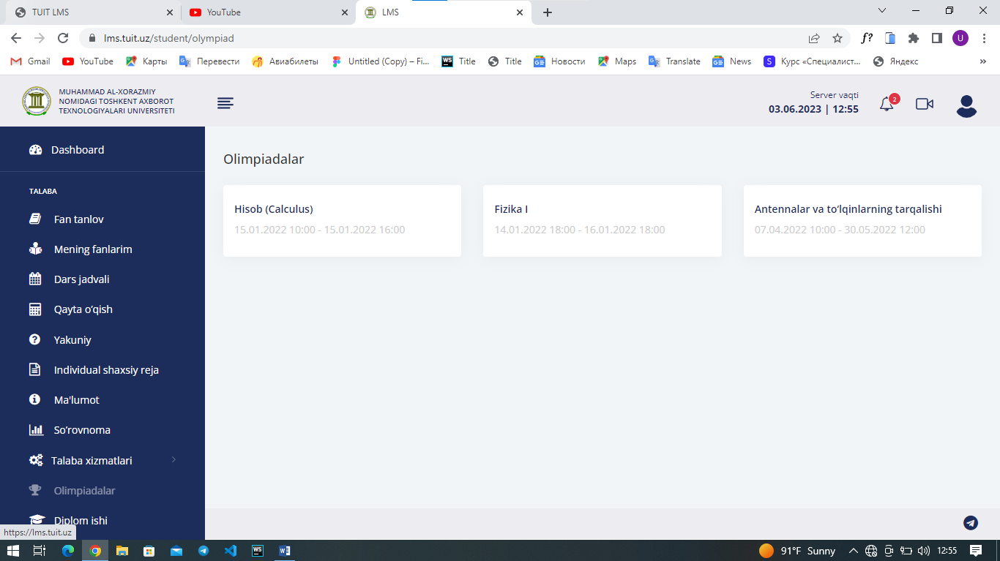 TUIT LMS
YouTube
LMS
lms.tuit.uz/student/olympiad
f?
U
Gmail
YouTube
Карты
Перевести
Авиабилеты
Untitled (Copy) – Fi...
WS Title
Title
Новости
Maps
Translate
News
S Курс «Специалист...
Яндекс
»
MUHAMMAD AL-XORAZMIY
NOMIDAGI TOSHKENT AXBOROT
TEXNOLOGIYALARI UNIVERSITETI
Server vaqti
03.06.2023 | 12:55
2
Dashboard
TALABA
Fan tanlov
Mening fanlarim
Dars jadvali
Qayta o‘qish
Yakuniy
Individual shaxsiy reja
Ma'lumot
So‘rovnoma
Talaba xizmatlari
Olimpiadalar
Diplom ishi
Olimpiadalar
Hisob (Calculus)
15.01.2022 10:00 - 15.01.2022 16:00
Fizika I
14.01.2022 18:00 - 16.01.2022 18:00
Antennalar va to‘lqinlarning tarqalishi
07.04.2022 10:00 - 30.05.2022 12:00
https://lms.tuit.uz
WS
91°F Sunny
12:55